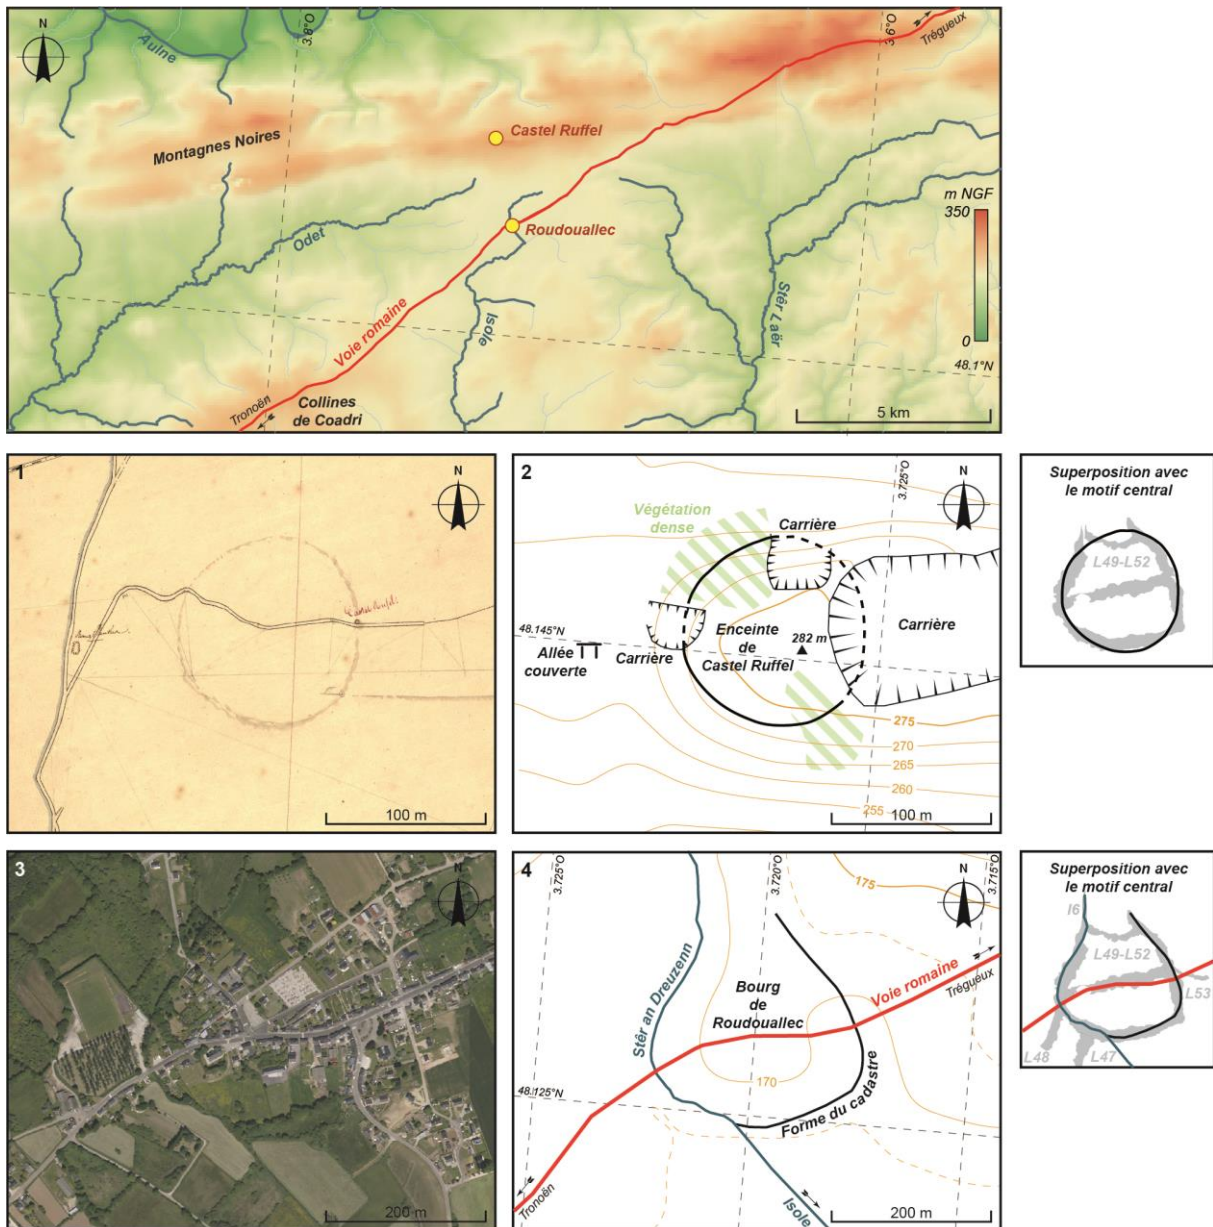 N
3.8°O
3.6°O
Trégueux
Aulne
Montagnes Noires
Castel Ruffel
m NGF
350
Odet
Roudouallec
Voie romaine
Isole
Stêr Laër
0
48.1°N
Tronoën
Collines
de Coadri
5 km
1
N
100 m
2
3.725°O
N
Végétation
dense
Carrière
48.145°N
Enceinte
de
Castel Ruffel
282 m
Allée
couverte
Carrière
Carrière
275
270
265
260
255
100 m
Superposition avec
le motif central
L49-L52
3
N
200 m
4
3.725°O
3.720°O
3.715°O
N
175
Stêr an Dreuzenn
Bourg
de
Roudouallec
Voie romaine
Trégueux
170
48.125°N
Forme du cadastre
Tronoën
Isole
200 m
Superposition avec
le motif central
I6
L49-L52
L53
L48
L47